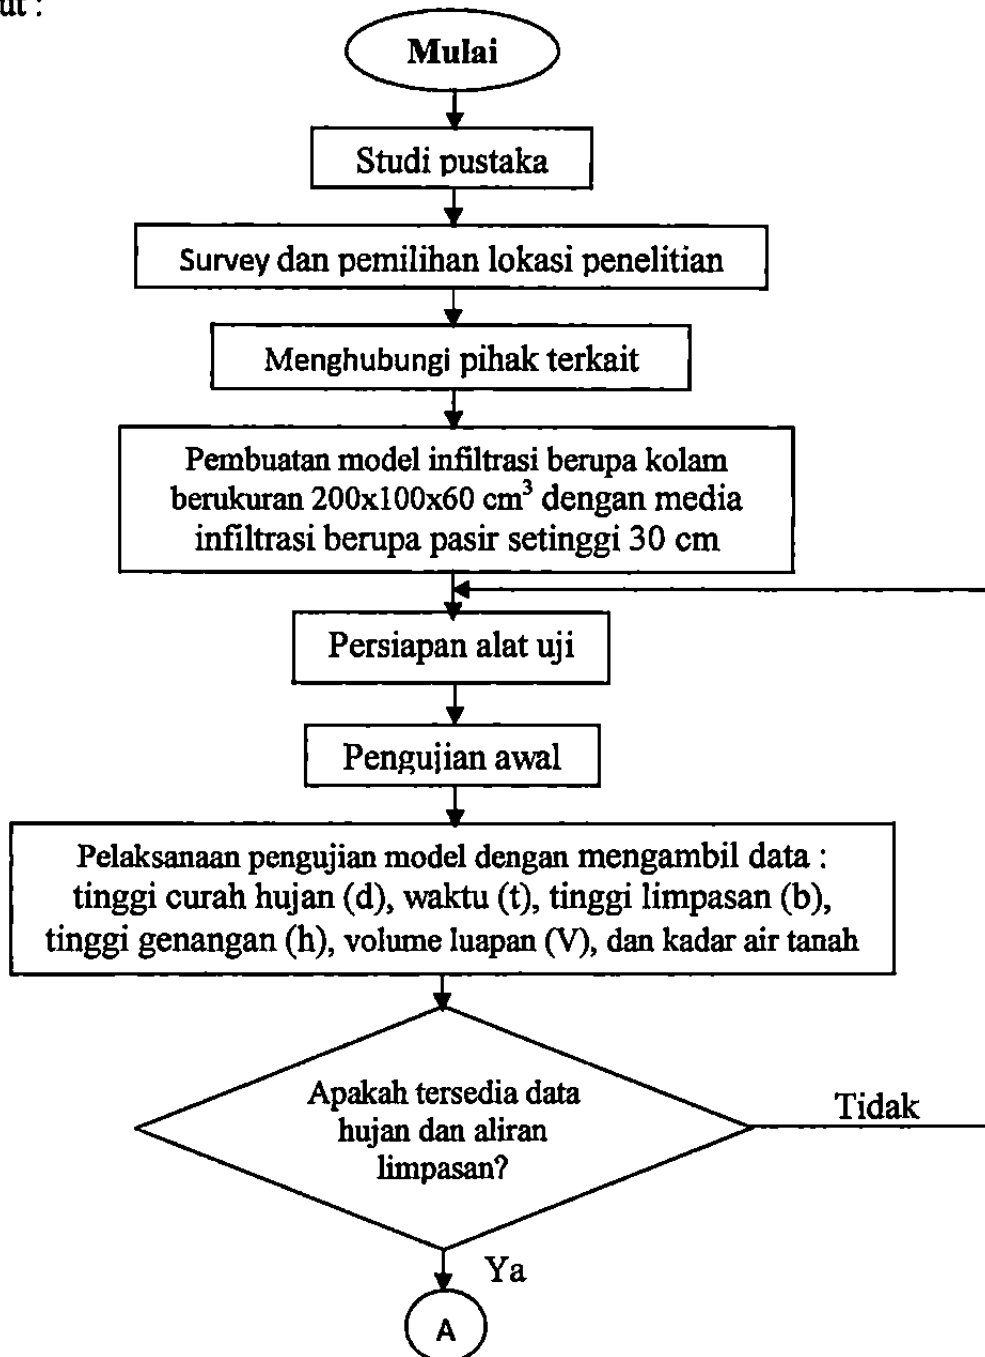 ut :
Mulai
Studi pustaka
Survey dan pemilihan lokasi penelitian
Menghubungi pihak terkait
Pembuatan model infiltrasi berupa kolam
berukuran 200x100x60 cm³ dengan media
infiltrasi berupa pasir setinggi 30 cm
Persiapan alat uji
Pengujian awal
Pelaksanaan pengujian model dengan mengambil data :
tinggi curah hujan (d), waktu (t), tinggi limpasan (b),
tinggi genangan (h), volume luapan (V), dan kadar air tanah
Apakah tersedia data
hujan dan aliran
limpasan?
Tidak
Ya
A